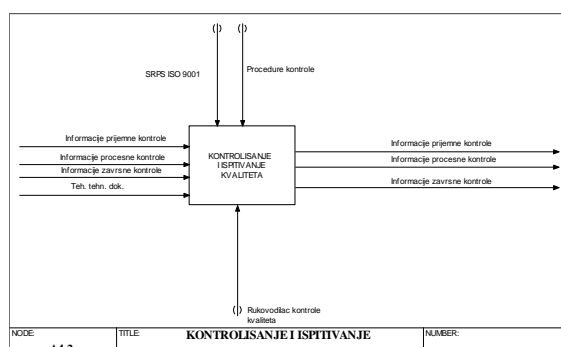 ( )
( )
SRPS ISO 9001
Procedure kontrole
Informacije prijemne kontrole
Informacije procesne kontrole
Informacije zavrsne kontrole
Teh. tehn. dok.
KONTROLISANJE
I ISPITIVANJE
KVALITETA
Informacije prijemne kontrole
Informacije procesne kontrole
Informacije zavrsne kontrole
( )
Rukovodilac kontrole
kvaliteta
NODE:
TITLE:
KONTROLISANJE I ISPITIVANJE
NUMBER: